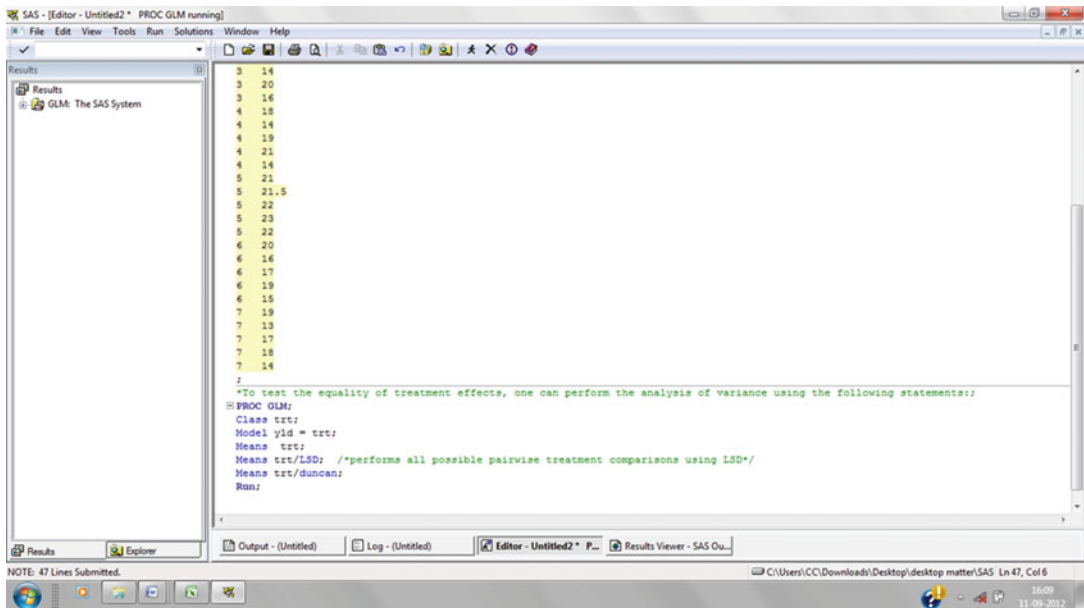 SAS - [Editor - Untitled2 * PROC GLM running]
File Edit View Tools Run Solutions Window Help
Results
Results
GLM: The SAS System
3 14
3 20
3 16
4 18
4 14
4 19
4 21
4 14
5 21
5 21.5
5 22
5 23
5 22
6 20
6 16
6 17
6 19
6 15
7 19
7 13
7 17
7 18
7 14
;
*To test the equality of treatment effects, one can perform the analysis of variance using the following statements:;
PROC GLM;
Class trt;
Model yld = trt;
Means trt;
Means trt/LSD; /*performs all possible pairwise treatment comparisons using LSD*/
Means trt/duncan;
Run;
Results Explorer
Output - (Untitled) Log - (Untitled) Editor - Untitled2 * P... Results Viewer - SAS Ou...
NOTE: 47 Lines Submitted.
C:\Users\CC\Downloads\Desktop\desktop matter\SAS Ln 47, Col 6
16:09
11-09-2012